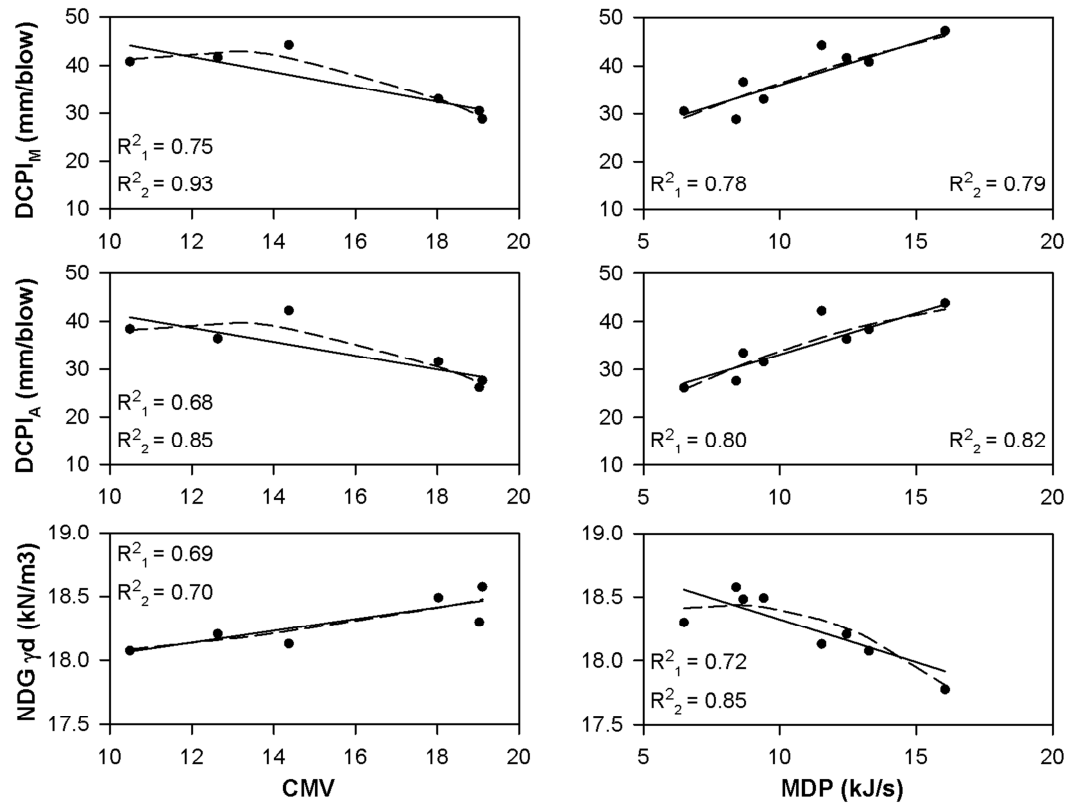 DCPI_M (mm/blow)
50
40
30
20
10
R²₁ = 0.75
R²₂ = 0.93
10 12 14 16 18 20
50
40
30
20
10
R²₁ = 0.78 R²₂ = 0.79
5 10 15 20
DCPI_A (mm/blow)
50
40
30
20
10
R²₁ = 0.68
R²₂ = 0.85
10 12 14 16 18 20
50
40
30
20
10
R²₁ = 0.80 R²₂ = 0.82
5 10 15 20
NDG γd (kN/m3)
19.0
18.5
18.0
17.5
R²₁ = 0.69
R²₂ = 0.70
10 12 14 16 18 20
CMV
19.0
18.5
18.0
17.5
R²₁ = 0.72
R²₂ = 0.85
5 10 15 20
MDP (kJ/s)